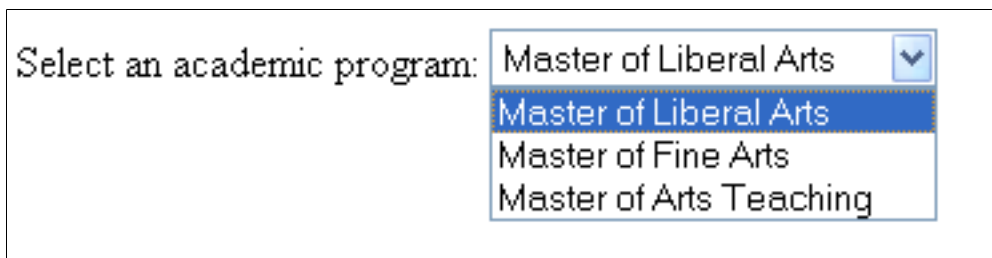 Select an academic program: Master of Liberal Arts
Master of Liberal Arts
Master of Fine Arts
Master of Arts Teaching